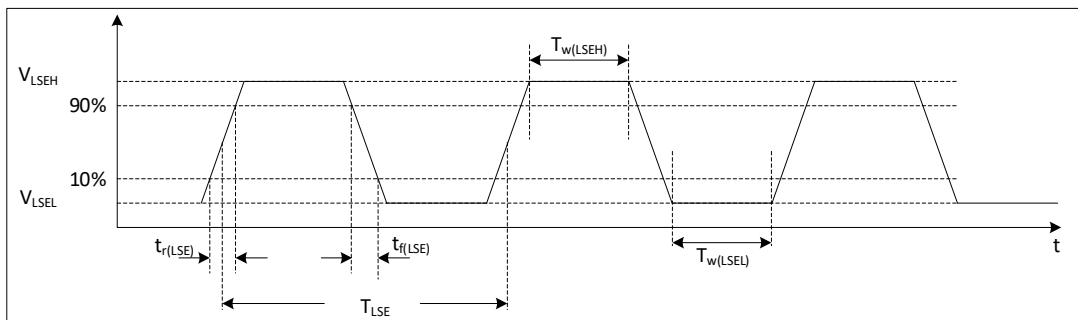 T_w(LSEH)
V_LSEH
90%
10%
V_LSEL
t
t_r(LSE)
t_f(LSE)
T_w(LSEL)
T_LSE